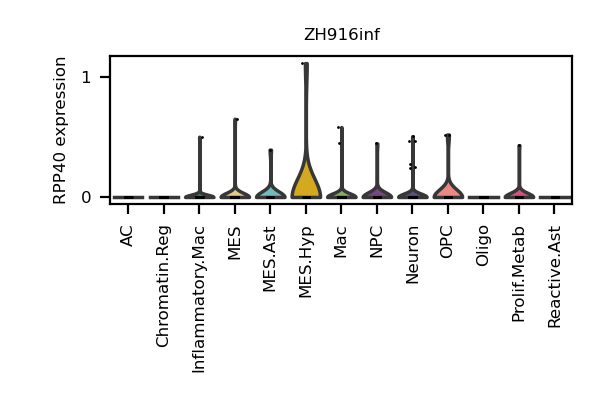 ZH916inf
RPP40 expression
1
0
AC
Chromatin.Reg
Inflammatory.Mac
MES
MES.Ast
MES.Hyp
Mac
NPC
Neuron
OPC
Oligo
Prolif.Metab
Reactive.Ast